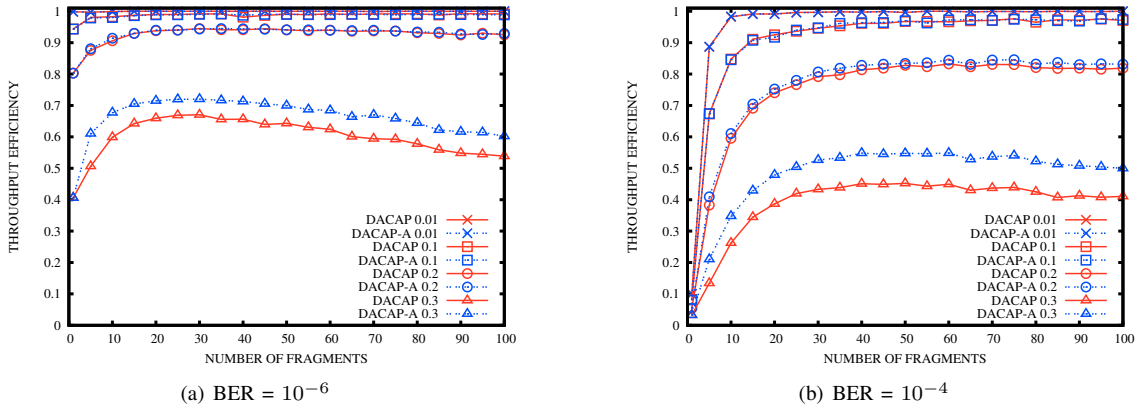 THROUGHPUT EFFICIENCY
1
0.9
0.8
0.7
0.6
0.5
0.4
0.3
0.2
0.1
0
0 10 20 30 40 50 60 70 80 90 100
NUMBER OF FRAGMENTS
DACAP 0.01
DACAP-A 0.01
DACAP 0.1
DACAP-A 0.1
DACAP 0.2
DACAP-A 0.2
DACAP 0.3
DACAP-A 0.3
(a) BER = 10⁻⁶
THROUGHPUT EFFICIENCY
1
0.9
0.8
0.7
0.6
0.5
0.4
0.3
0.2
0.1
0
0 10 20 30 40 50 60 70 80 90 100
NUMBER OF FRAGMENTS
DACAP 0.01
DACAP-A 0.01
DACAP 0.1
DACAP-A 0.1
DACAP 0.2
DACAP-A 0.2
DACAP 0.3
DACAP-A 0.3
(b) BER = 10⁻⁴